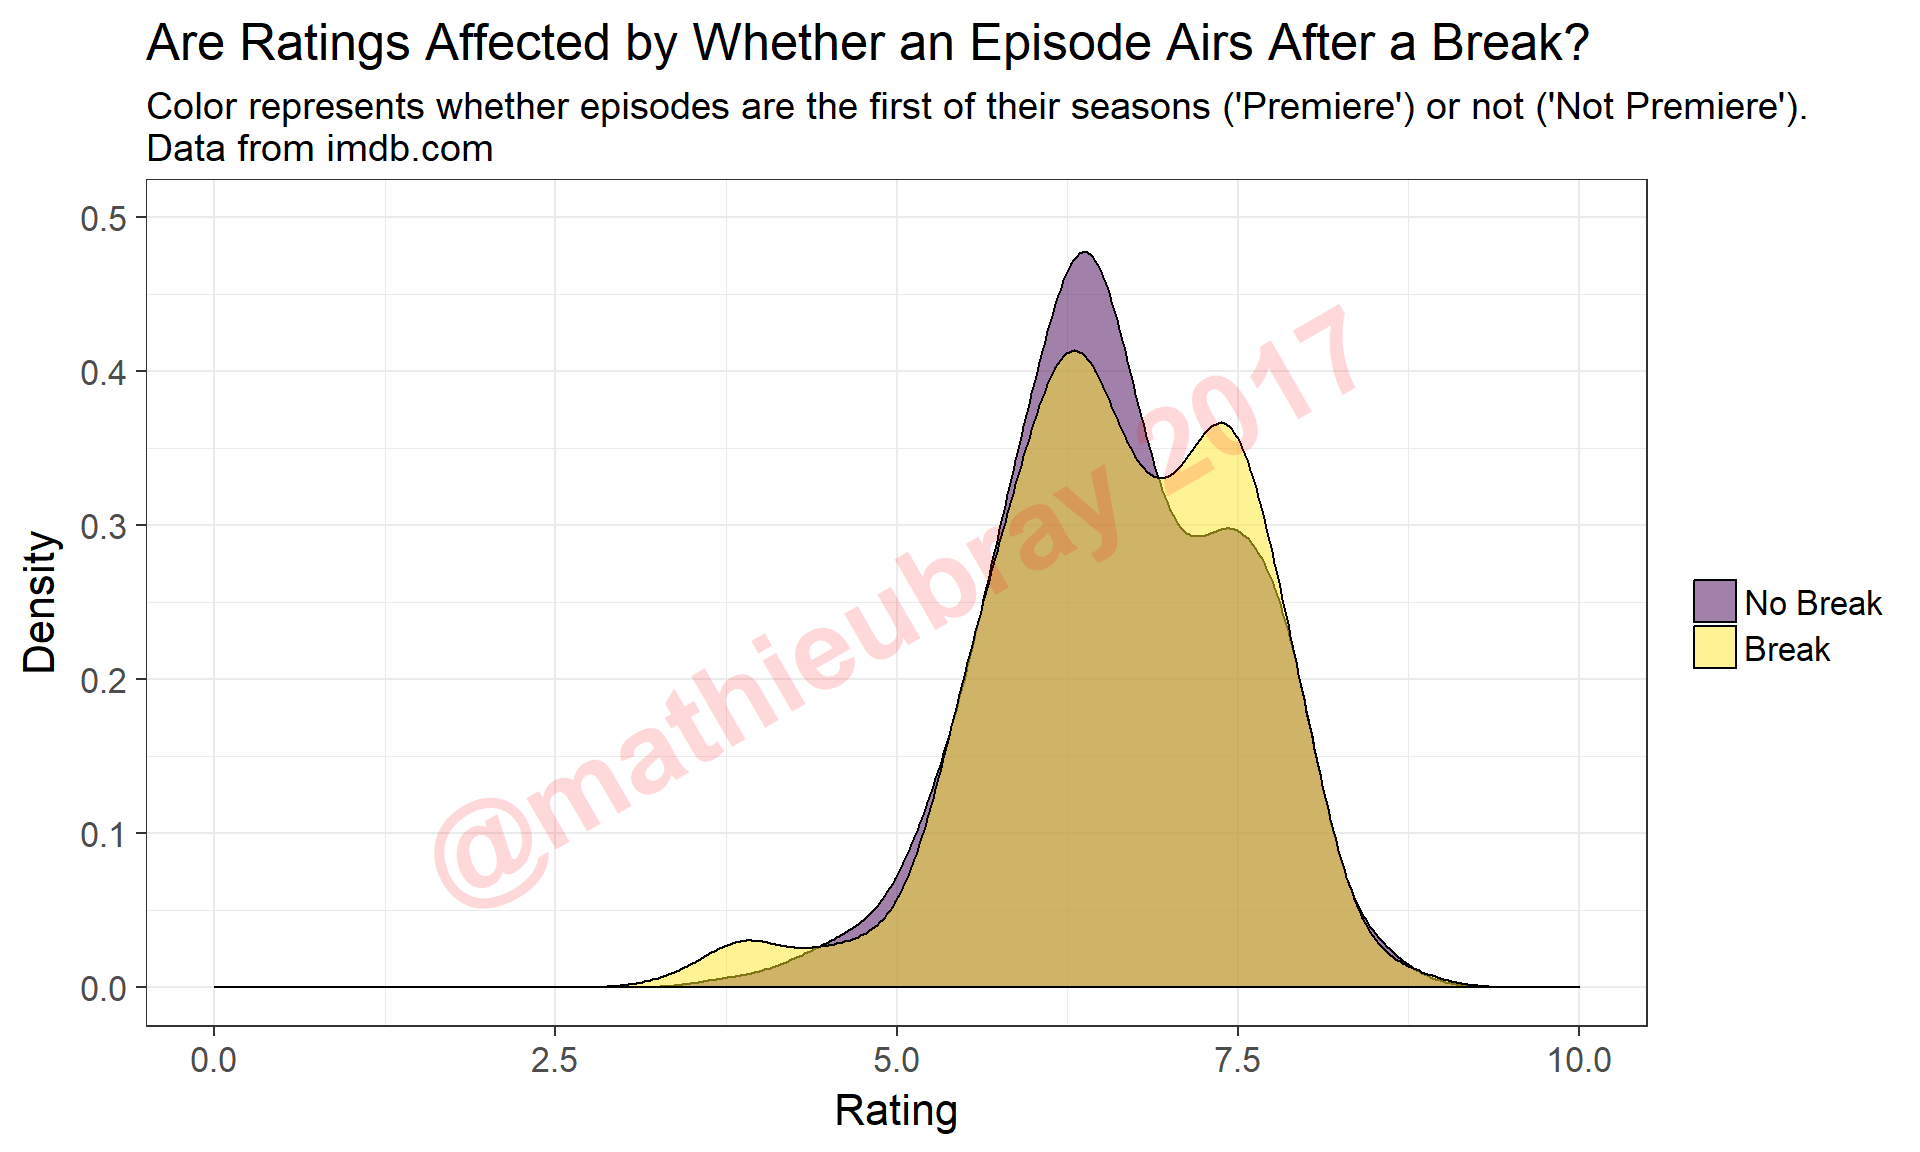 Are Ratings Affected by Whether an Episode Airs After a Break?
Color represents whether episodes are the first of their seasons ('Premiere') or not ('Not Premiere').
Data from imdb.com
0.5
0.4
0.3
0.2
0.1
0.0
Density
@mathieubray 2017
No Break
Break
0.0 2.5 5.0 7.5 10.0
Rating